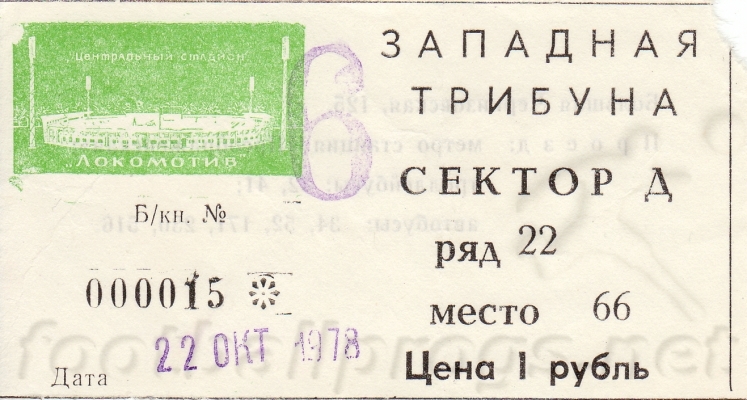 "Центральный стадион"
"Локомотив"
6
Б/кн. №
000015
22 ОКТ 1978
Дата
ЗАПАДНАЯ
ТРИБУНА
СЕКТОР Д
ряд 22
место 66
Цена 1 рубль